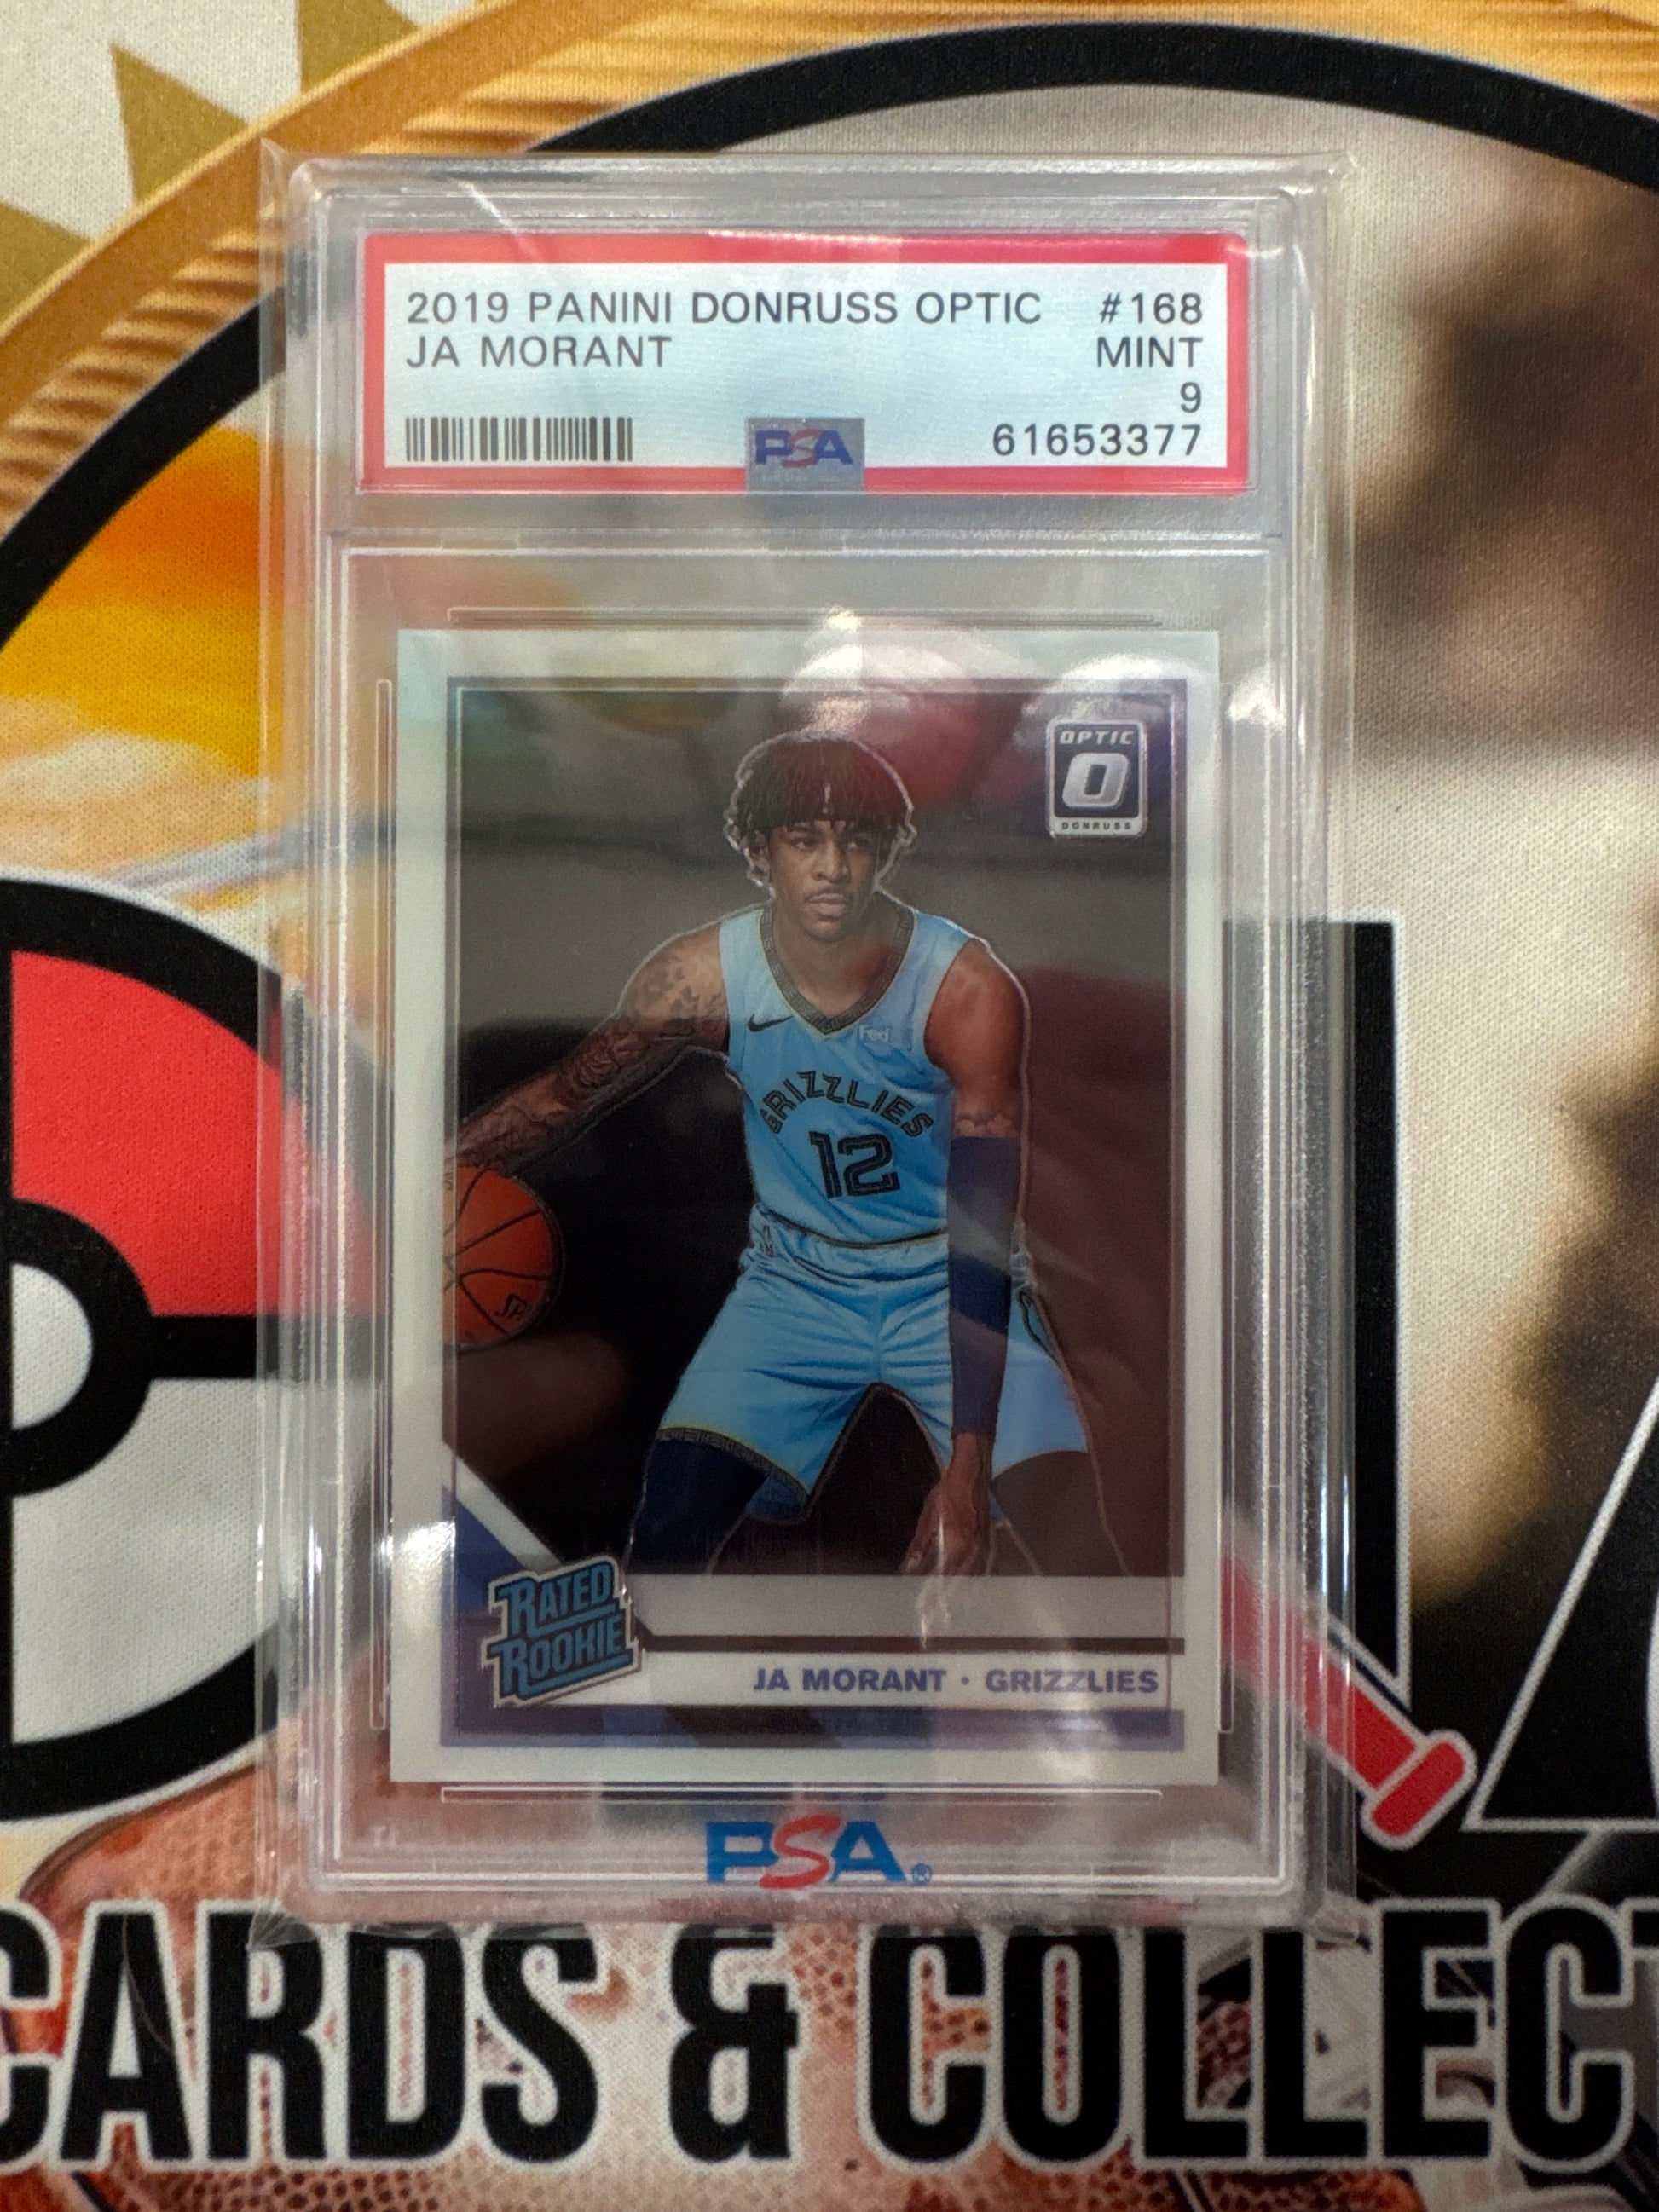 2019 PANINI DONRUSS OPTIC #168
JA MORANT MINT
9
PSA 61653377
OPTIC
O
DONRUSS
Fed
GRIZZLIES
12
RATED
ROOKIE
JA MORANT • GRIZZLIES
PSA®
CARDS & COLLECT